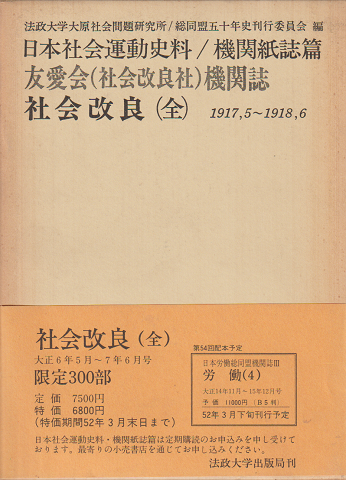 法政大学大原社会問題研究所/総同盟五十年史刊行委員会 編
日本社会運動史料/機関紙誌篇
友愛会(社会改良社)機関誌
社会改良(全) 1917,5~1918,6
社会改良(全)
大正6年5月~7年6月号
限定300部
定 価 7500円
特 価 6800円
(特価期間52年3月末日まで)
第54回配本予定
日本労働総同盟機関誌III
労 働(4)
大正14年11月~15年12月号
予 価 11000円 (B5判)
52年3月下旬刊行予定
日本社会運動史料・機関紙誌篇は定期購読のお申込みを申し受けて
おります。最寄りの小売書店を通じてお申し込みください。
法政大学出版局刊